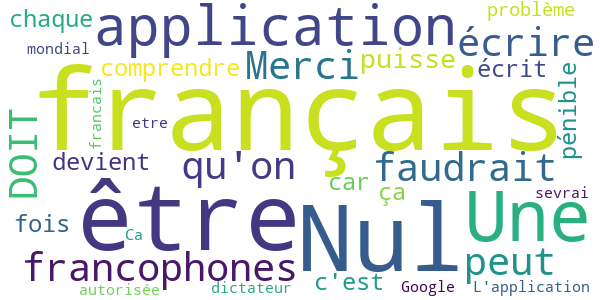 chaque
application
problème
mondial
écrire
comprendre
Merci
puisse
écrit
français
francais
pénible
DOIT
etre
devient
qu'on
faudrait
car
ça
être
Nul
Une
sevrai
fois
Ca
francophones
c'est
peut
autorisée
dictateur
Google
L'application